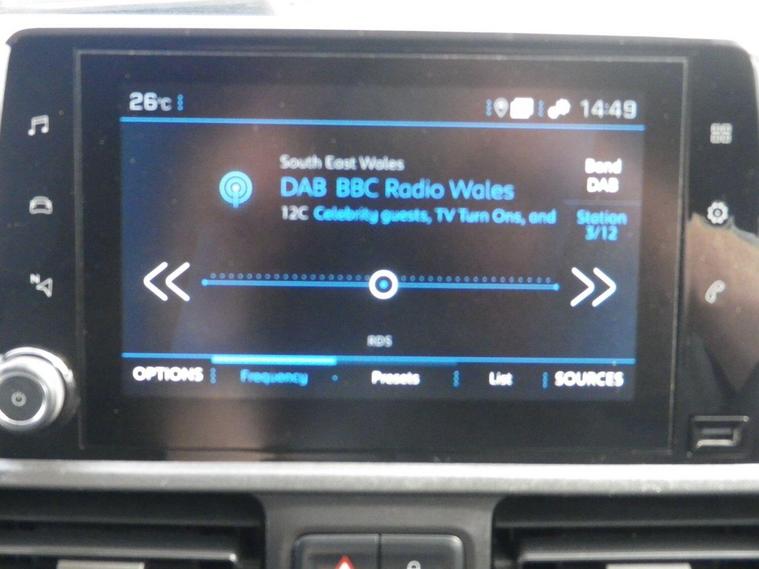 26°C 14:49
South East Wales
DAB BBC Radio Wales
12C Celebrity guests, TV Turn Ons, and
Band
DAB
Station
3/12
RDS
OPTIONS Frequency Presets List SOURCES
N